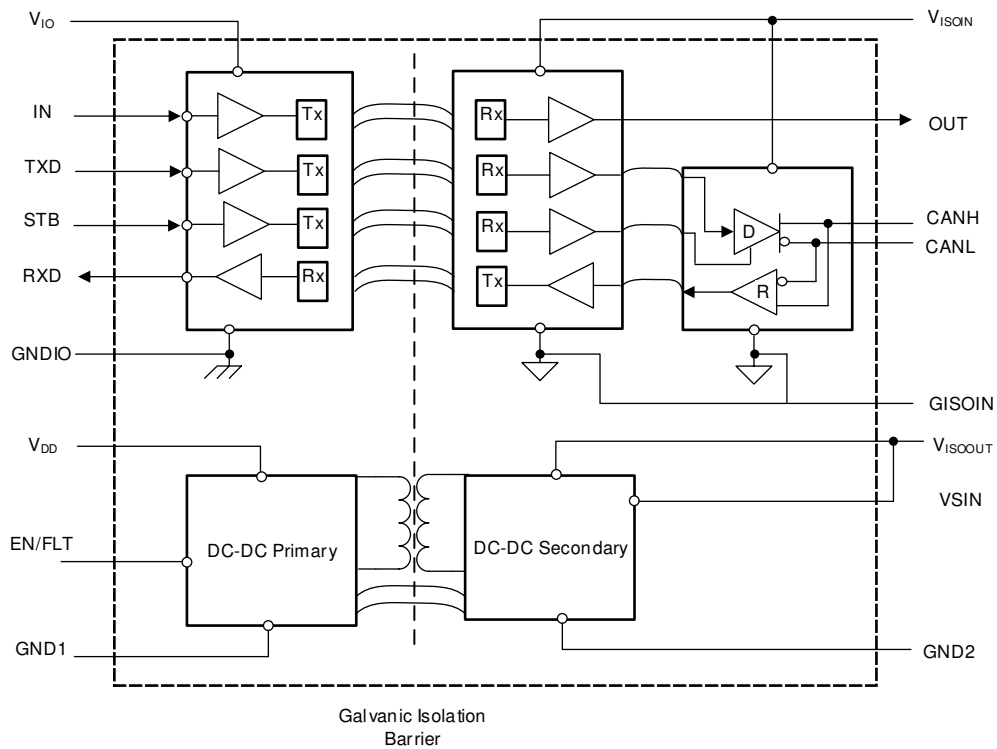 VIO
VISOIN
IN
Tx
Rx
OUT
TXD
Tx
Rx
STB
Tx
Rx
D
CANH
CANL
RXD
Rx
Tx
R
GNDIO
GISOIN
VDD
VISOOUT
VSIN
EN/FLT
DC-DC Primary
DC-DC Secondary
GND1
GND2
Galvanic Isolation
Barrier